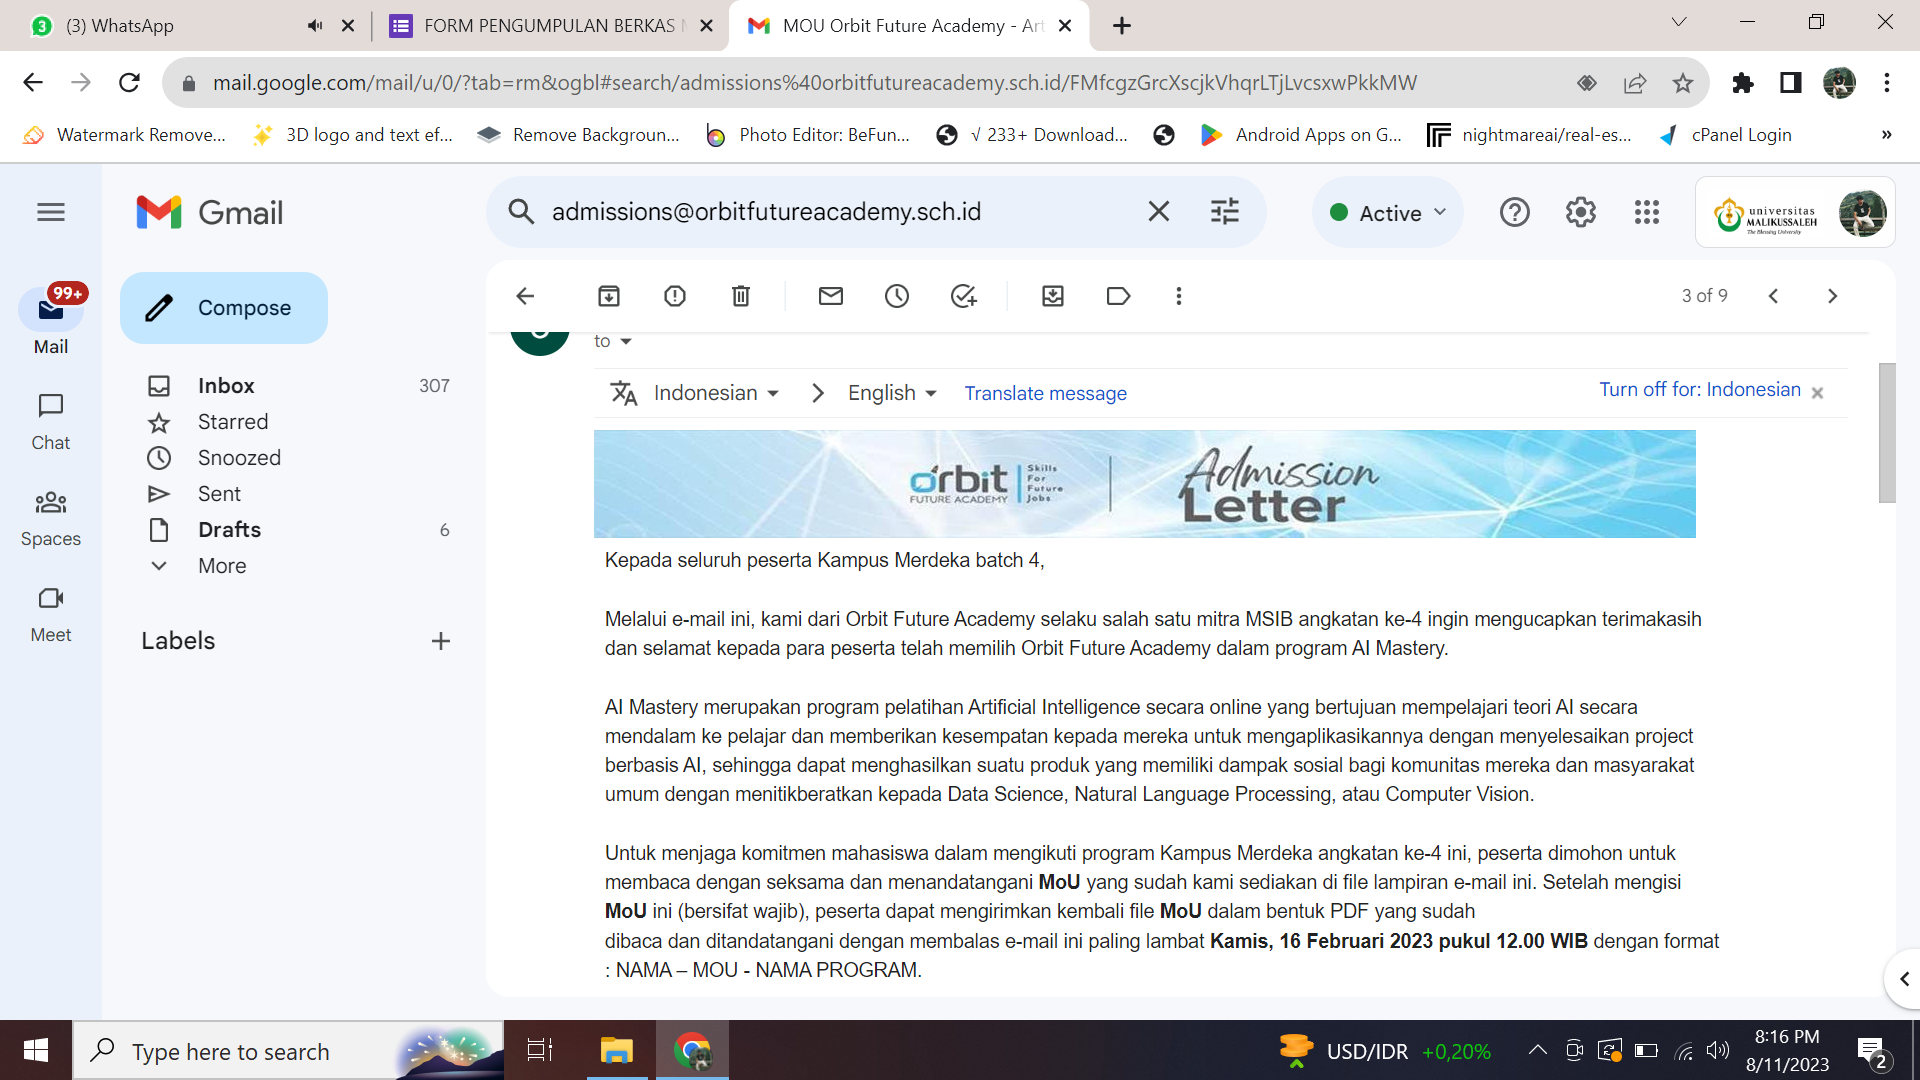 3 (3) WhatsApp
FORM PENGUMPULAN BERKAS
MOU Orbit Future Academy - Art
mail.google.com/mail/u/0/?tab=rm&ogbl#search/admissions%40orbitfutureacademy.sch.id/FMfcgzGrcXscjkVhqrLTjLvcsxwPkkMW
Watermark Remove...
3D logo and text ef...
Remove Backgroun...
Photo Editor: BeFun...
√ 233+ Download...
Android Apps on G...
nightmareai/real-es...
cPanel Login
»
Gmail
admissions@orbitfutureacademy.sch.id
Active
universitas
MALIKUSSALEH
The Blessing University
99+
Mail
Chat
Spaces
Meet
Compose
Inbox 307
Starred
Snoozed
Sent
Drafts 6
More
Labels
3 of 9
to
Indonesian
English
Translate message
Turn off for: Indonesian
orbit
FUTURE ACADEMY
Skills
For
Future
Jobs
Admission
Letter
Kepada seluruh peserta Kampus Merdeka batch 4,
Melalui e-mail ini, kami dari Orbit Future Academy selaku salah satu mitra MSIB angkatan ke-4 ingin mengucapkan terimakasih
dan selamat kepada para peserta telah memilih Orbit Future Academy dalam program AI Mastery.
AI Mastery merupakan program pelatihan Artificial Intelligence secara online yang bertujuan mempelajari teori AI secara
mendalam ke pelajar dan memberikan kesempatan kepada mereka untuk mengaplikasikannya dengan menyelesaikan project
berbasis AI, sehingga dapat menghasilkan suatu produk yang memiliki dampak sosial bagi komunitas mereka dan masyarakat
umum dengan menitikberatkan kepada Data Science, Natural Language Processing, atau Computer Vision.
Untuk menjaga komitmen mahasiswa dalam mengikuti program Kampus Merdeka angkatan ke-4 ini, peserta dimohon untuk
membaca dengan seksama dan menandatangani MoU yang sudah kami sediakan di file lampiran e-mail ini. Setelah mengisi
MoU ini (bersifat wajib), peserta dapat mengirimkan kembali file MoU dalam bentuk PDF yang sudah
dibaca dan ditandatangani dengan membalas e-mail ini paling lambat Kamis, 16 Februari 2023 pukul 12.00 WIB dengan format
: NAMA – MOU - NAMA PROGRAM.
Type here to search
USD/IDR +0,20%
8:16 PM
8/11/2023
2